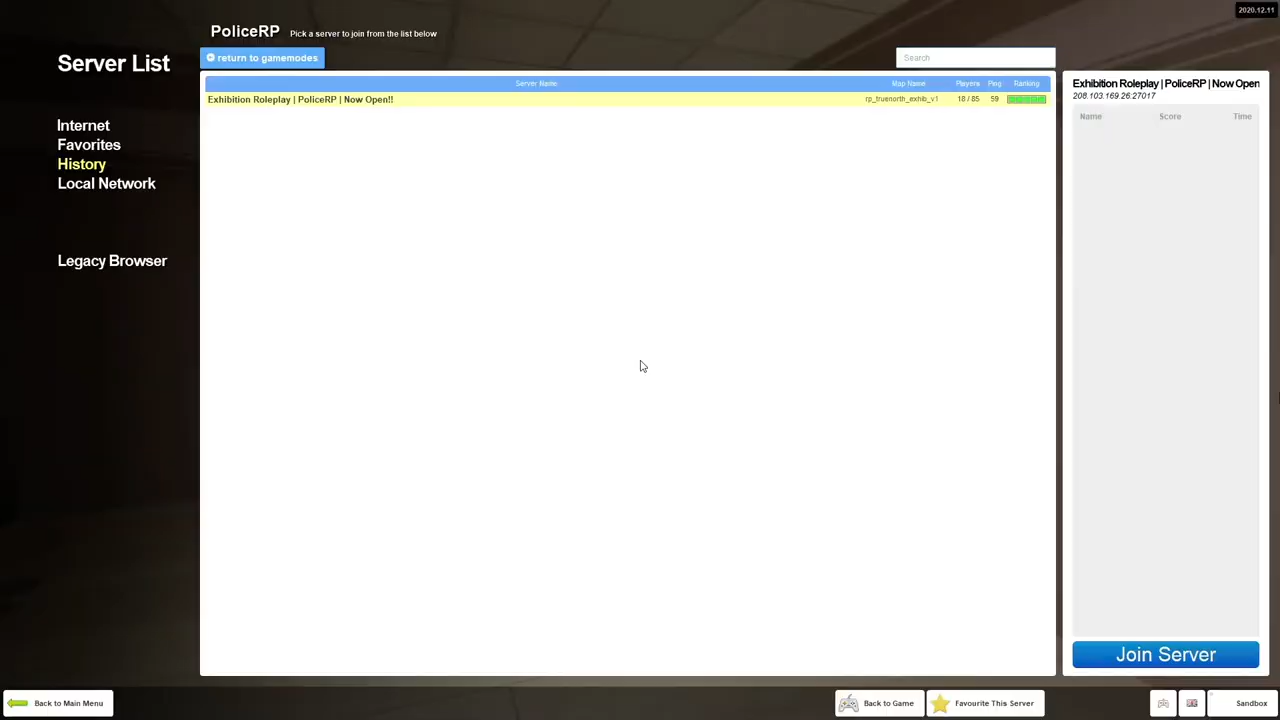 2020.12.11
PoliceRP Pick a server to join from the list below
Server List
return to gamemodes
Search
Server Name Map Name Players Ping Ranking
Exhibition Roleplay | PoliceRP | Now Open!! rp_truenorth_exhib_v1 18 / 85 59
Exhibition Roleplay | PoliceRP | Now Open
208.103.169.26:27017
Name Score Time
Internet
Favorites
History
Local Network
Legacy Browser
Join Server
Back to Main Menu
Back to Game
Favourite This Server
Sandbox